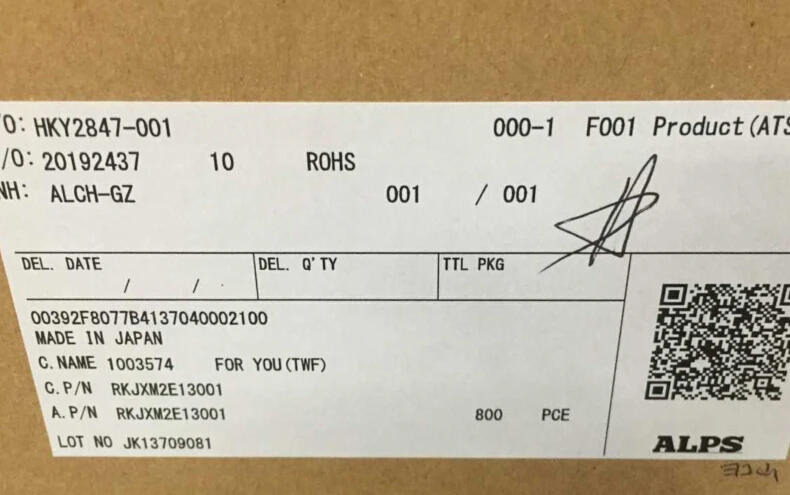 O: HKY2847-001 000-1 F001 Product(ATS
/O: 20192437 10 ROHS
NH: ALCH-GZ 001 / 001
DEL. DATE DEL. Q'TY TTL PKG
/ /
00392F8077B4137040002100
MADE IN JAPAN
C.NAME 1003574 FOR YOU(TWF)
C.P/N RKJXM2E13001
A.P/N RKJXM2E13001 800 PCE
LOT NO JK13709081
ALPS